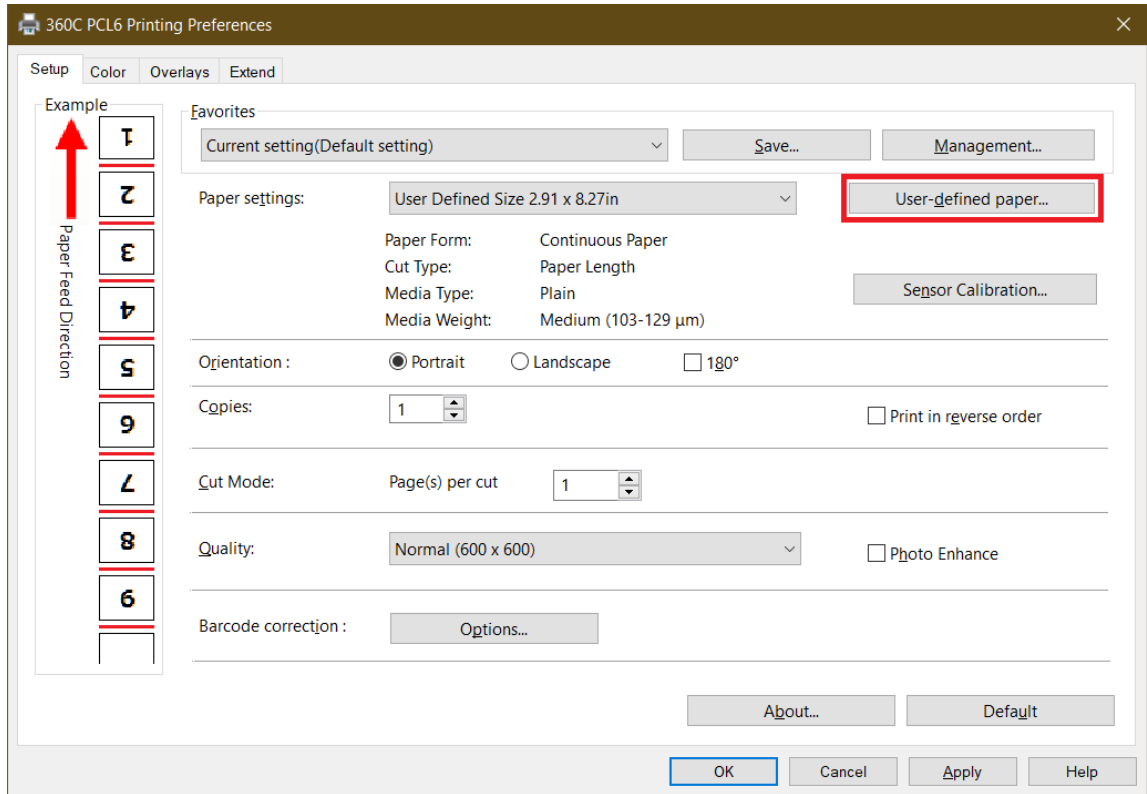 360C PCL6 Printing Preferences
Setup Color Overlays Extend
Example
1
2
3
4
5
6
7
8
9
Paper Feed Direction
Favorites
Current setting(Default setting) Save... Management...
Paper settings: User Defined Size 2.91 x 8.27in User-defined paper...
Paper Form: Continuous Paper
Cut Type: Paper Length
Media Type: Plain
Media Weight: Medium (103-129 µm)
Sensor Calibration...
Orientation : Portrait Landscape 180°
Copies: 1 Print in reverse order
Cut Mode: Page(s) per cut 1
Quality: Normal (600 x 600) Photo Enhance
Barcode correction : Options...
About... Default
OK Cancel Apply Help